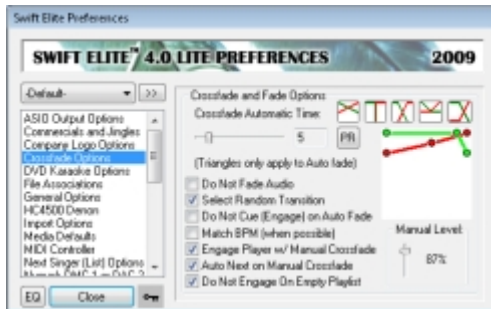 Swift Elite Preferences
SWIFT ELITE™ 4.0 LITE PREFERENCES 2009
-Default- >>
ASIO Output Options
Commercials and Jingles
Company Logo Options
Crossfade Options
DVD Karaoke Options
File Associations
General Options
HC4500 Denon
Import Options
Media Defaults
MIDI Controller
Next Singer (List) Options
EQ Close
Crossfade and Fade Options
Crossfade Automatic Time:
5 PR
(Triangles only apply to Auto fade)
Do Not Fade Audio
Select Random Transition
Do Not Cue (Engage) on Auto Fade
Match BPM (when possible)
Engage Player w/ Manual Crossfade
Auto Next on Manual Crossfade
Do Not Engage On Empty Playlist
Manual Level:
87%